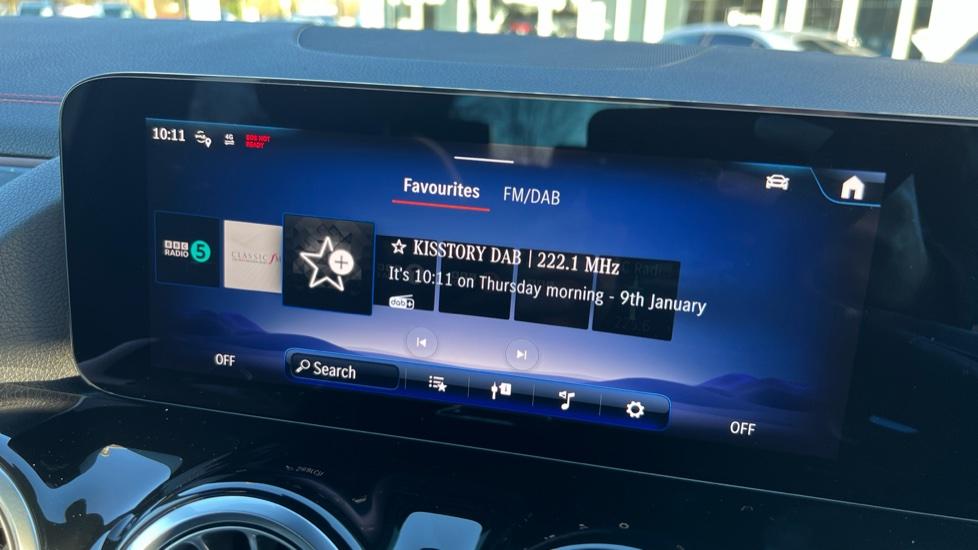 10:11
4G
SOS NOT
READY
Favourites FM/DAB
BBC
RADIO 5
CLASSIC fM
KISSTORY DAB | 222.1 MHz
It's 10:11 on Thursday morning - 9th January
dab+
OFF
Search
OFF